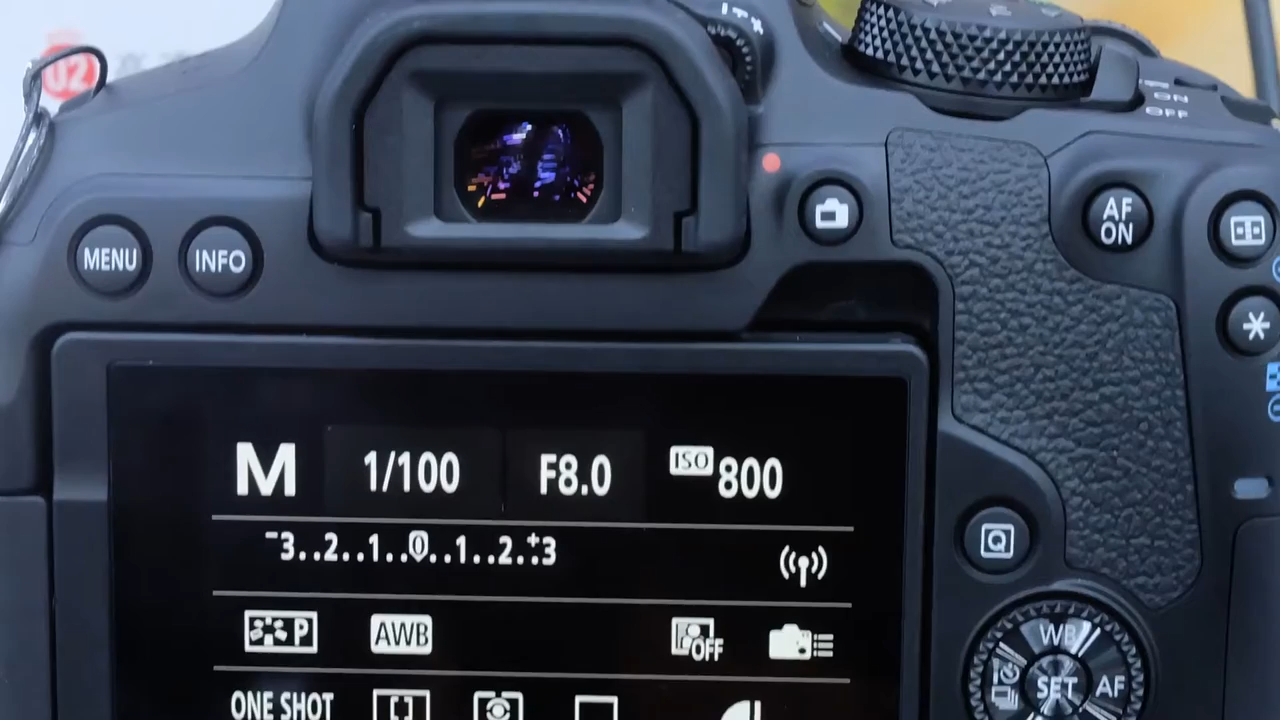 02
ON
OFF
AF
ON
MENU
INFO
M 1/100 F8.0 ISO 800
-3..2..1..0..1..2.+3
Q
P AWB OFF
WB
SET AF
ONE SHOT